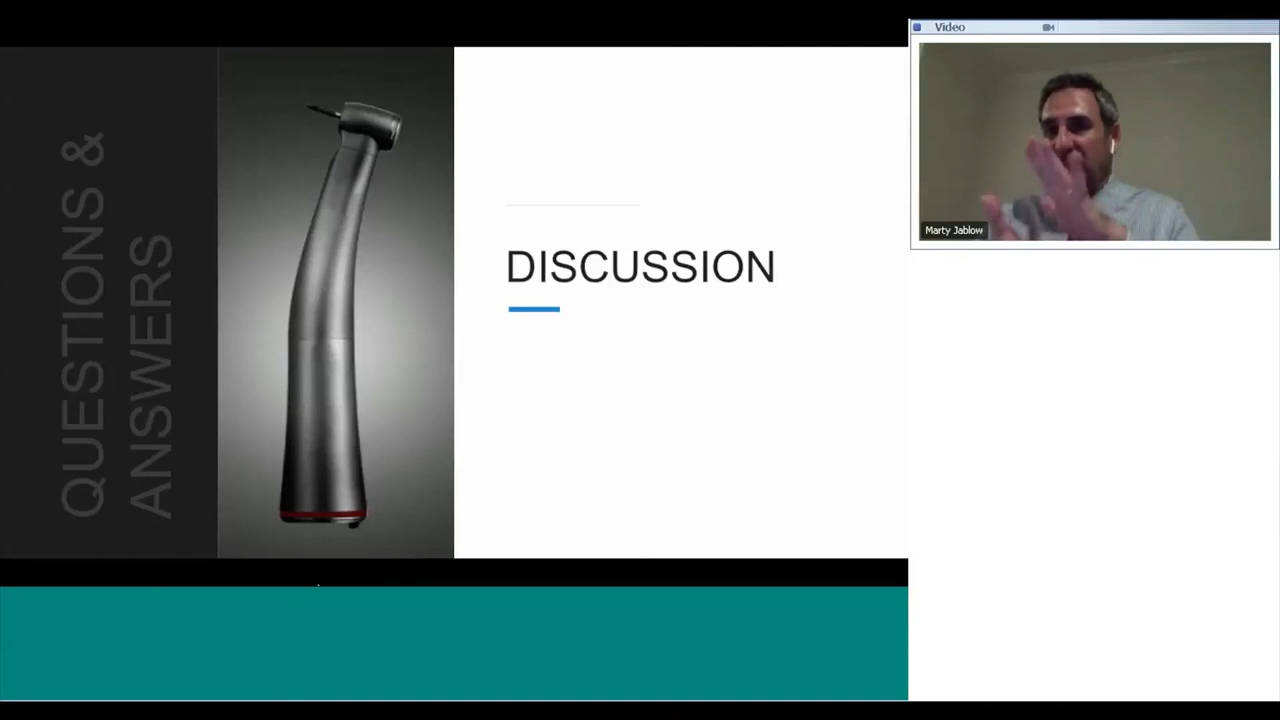 QUESTIONS &
ANSWERS
DISCUSSION
Video
Marty Jablow